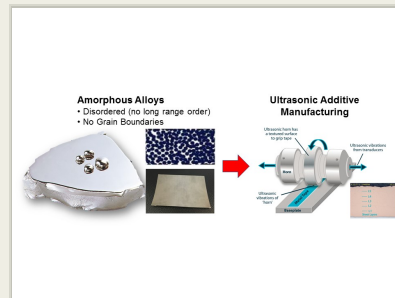 Amorphous Alloys
• Disordered (no long range order)
• No Grain Boundaries
Ultrasonic Additive
Manufacturing
Ultrasonic horn has
a textured surface
to grip tape
Ultrasonic vibrations
from transducers
Horn
Ultrasonic
vibrations of
'horn'
Baseplate